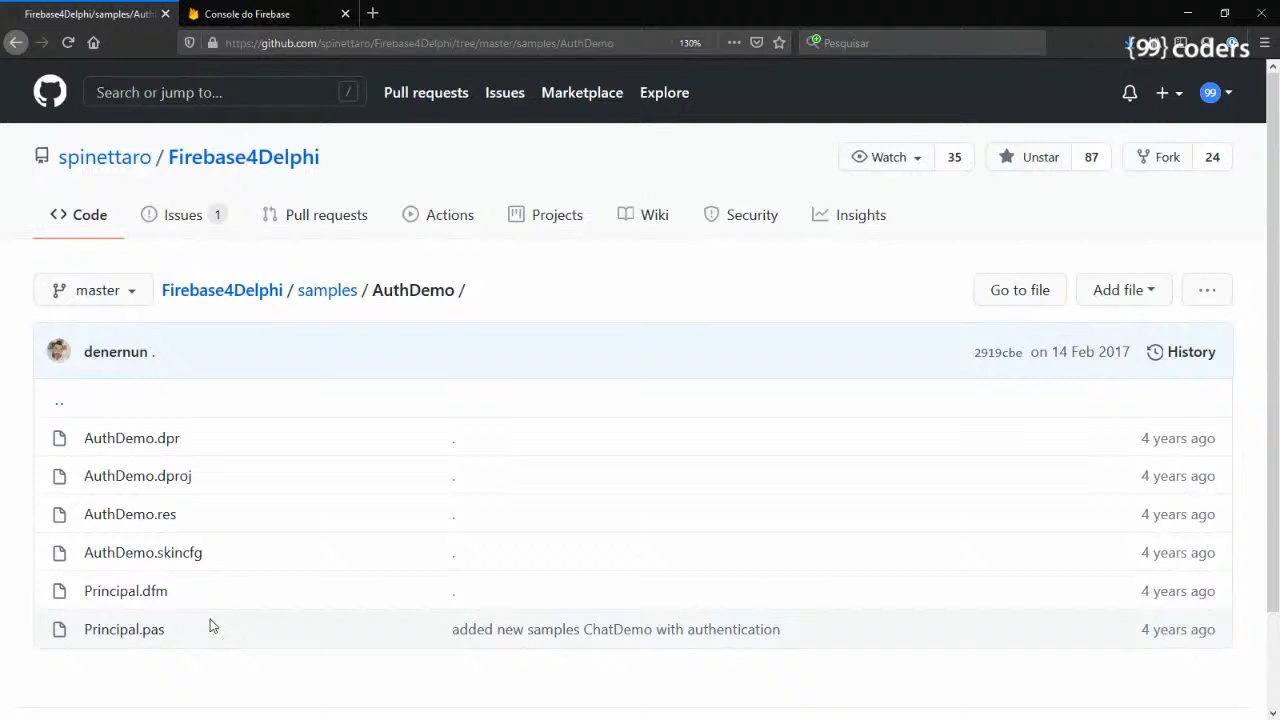 Firebase4Delphi/samples/Auth
Console do Firebase
https://github.com/spinettaro/Firebase4Delphi/tree/master/samples/AuthDemo
130%
Pesquisar
{99} coders
Search or jump to...
/
Pull requests
Issues
Marketplace
Explore
99
spinettaro / Firebase4Delphi
Watch
35
Unstar
87
Fork
24
Code
Issues 1
Pull requests
Actions
Projects
Wiki
Security
Insights
master
Firebase4Delphi / samples / AuthDemo /
Go to file
Add file
...
denernun .
2919cbe on 14 Feb 2017
History
..
AuthDemo.dpr . 4 years ago
AuthDemo.dproj . 4 years ago
AuthDemo.res . 4 years ago
AuthDemo.skincfg . 4 years ago
Principal.dfm . 4 years ago
Principal.pas added new samples ChatDemo with authentication 4 years ago